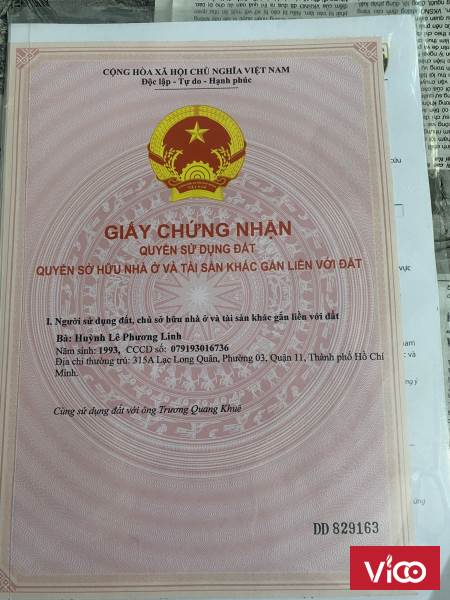 CỘNG HÒA XÃ HỘI CHỦ NGHĨA VIỆT NAM
Độc lập - Tự do - Hạnh phúc
GIẤY CHỨNG NHẬN
QUYỀN SỬ DỤNG ĐẤT
QUYỀN SỞ HỮU NHÀ Ở VÀ TÀI SẢN KHÁC GẮN LIỀN VỚI ĐẤT
I. Người sử dụng đất, chủ sở hữu nhà ở và tài sản khác gắn liền với đất
Bà: Huỳnh Lê Phương Linh
Năm sinh: 1993, CCCD số: 079193016736
Địa chỉ thường trú: 315A Lạc Long Quân, Phường 03, Quận 11, Thành phố Hồ Chí
Minh.
Cùng sử dụng đất với ông Trương Quang Khuê
DD 829163
ViCO